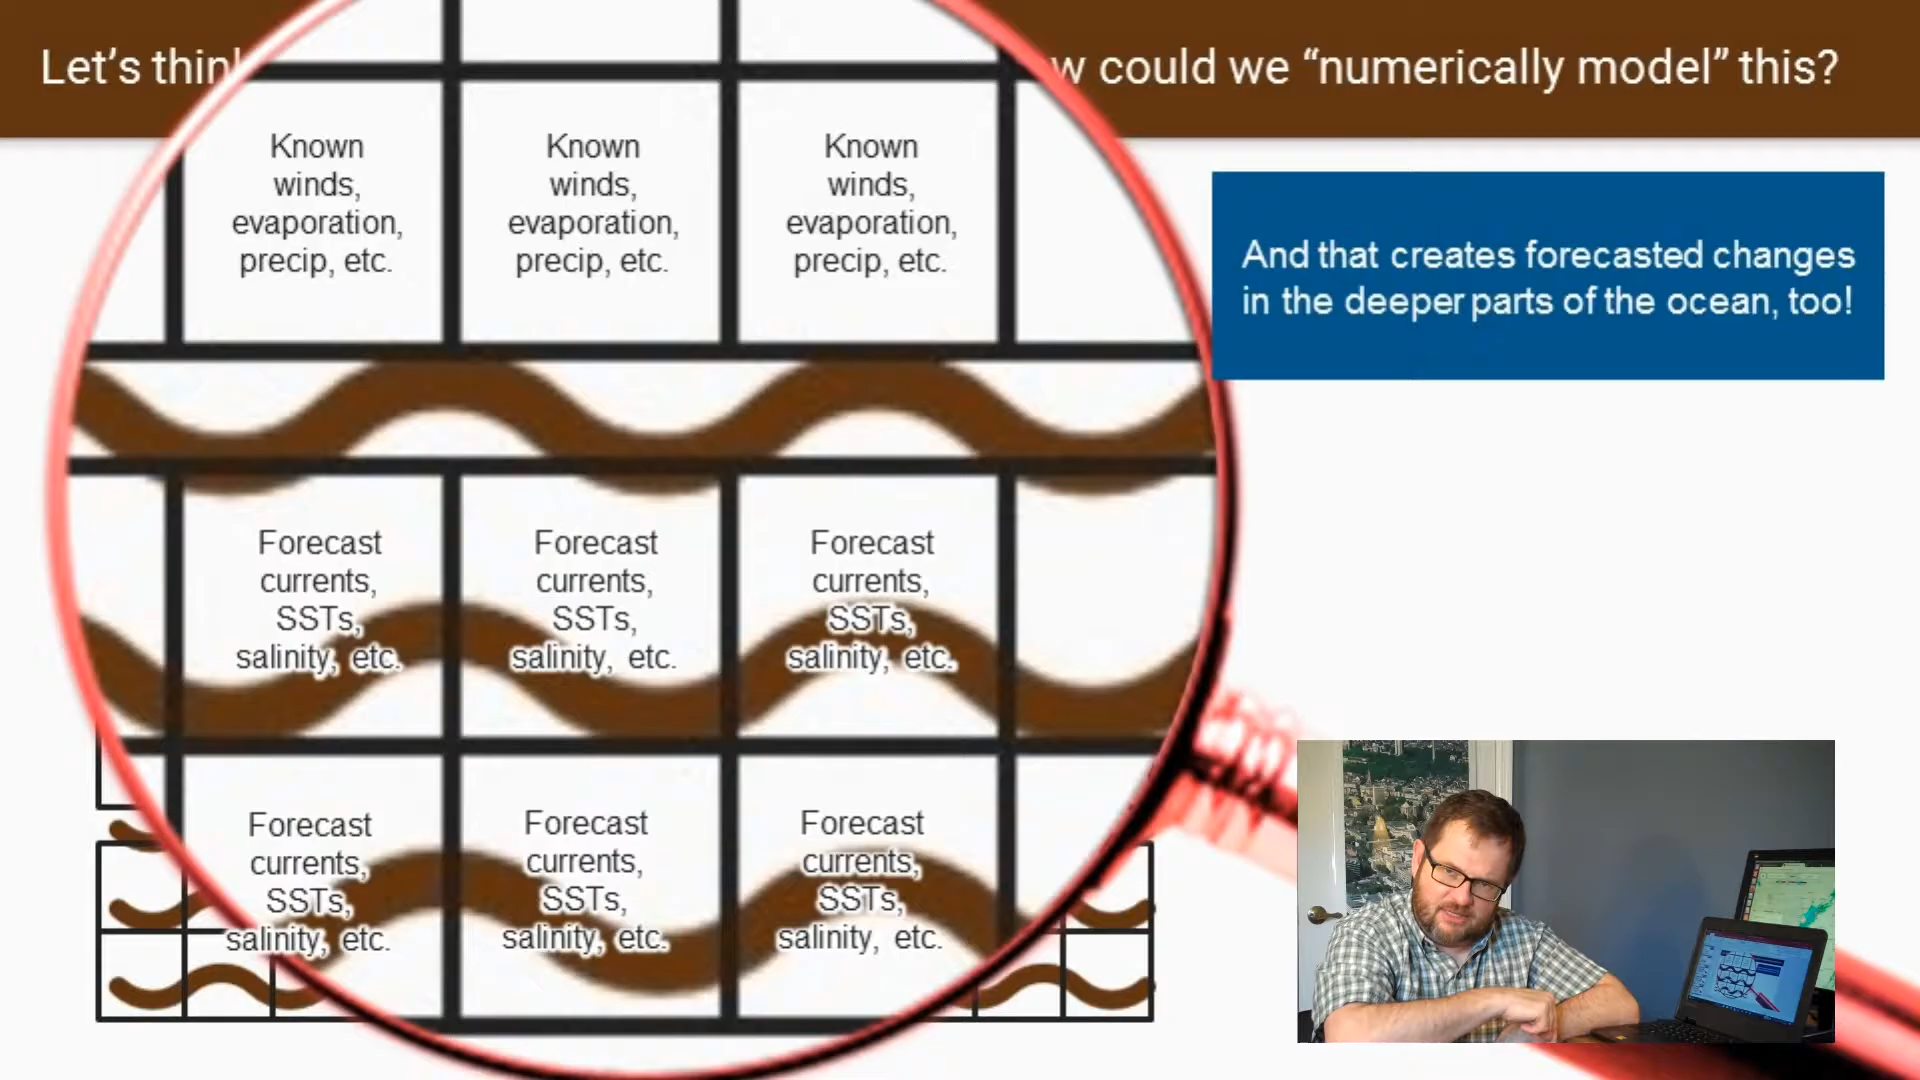 Let's thin
w could we “numerically model” this?
Known
winds,
evaporation,
precip, etc.
Known
winds,
evaporation,
precip, etc.
Known
winds,
evaporation,
precip, etc.
And that creates forecasted changes
in the deeper parts of the ocean, too!
Forecast
currents,
SSTs,
salinity, etc.
Forecast
currents,
SSTs,
salinity, etc.
Forecast
currents,
SSTs,
salinity, etc.
Forecast
currents,
SSTs,
salinity, etc.
Forecast
currents,
SSTs,
salinity, etc.
Forecast
currents,
SSTs,
salinity, etc.